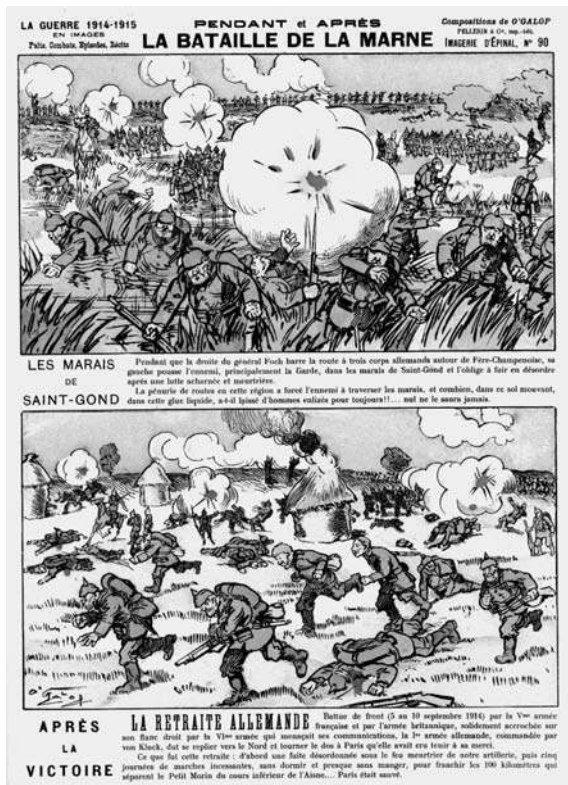 LA GUERRE 1914-1915
EN IMAGES
Faits, Combats, Episodes, Récits
PENDANT et APRÈS
LA BATAILLE DE LA MARNE
Compositions de O'GALOP
PELLERIN & Cie, imp.-édit.
IMAGERIE D'ÉPINAL, No 90
LES MARAIS
DE
SAINT-GOND
Pendant que la droite du général Foch barre la route à trois corps allemands autour de Fère-Champenoise, sa
gauche pousse l'ennemi, principalement la Garde, dans les marais de Saint-Gond et l'oblige à fuir en désordre
après une lutte acharnée et meurtrière.
La pénurie de routes en cette région a forcé l'ennemi à traverser les marais, et combien, dans ce sol mouvant,
dans cette glue liquide, a-t-il laissé d'hommes enlisés pour toujours!!... nul ne le saura jamais.
O'Galop
APRÈS
LA
VICTOIRE
LA RETRAITE ALLEMANDE
Battue de front (5 au 10 septembre 1914) par la Vme armée
française et par l'armée britannique, solidement accrochée sur
son flanc droit par la VIme armée qui menaçait ses communications, la Ire armée allemande, commandée par
von Kluck, dut se replier vers le Nord et tourner le dos à Paris qu'elle avait cru tenir à sa merci.
Ce que fut cette retraite : d'abord une fuite désordonnée sous le feu meurtrier de notre artillerie, puis cinq
journées de marches incessantes, sans dormir et presque sans manger, pour franchir les 100 kilomètres qui
séparent le Petit Morin du cours inférieur de l'Aisne.... Paris était sauvé.